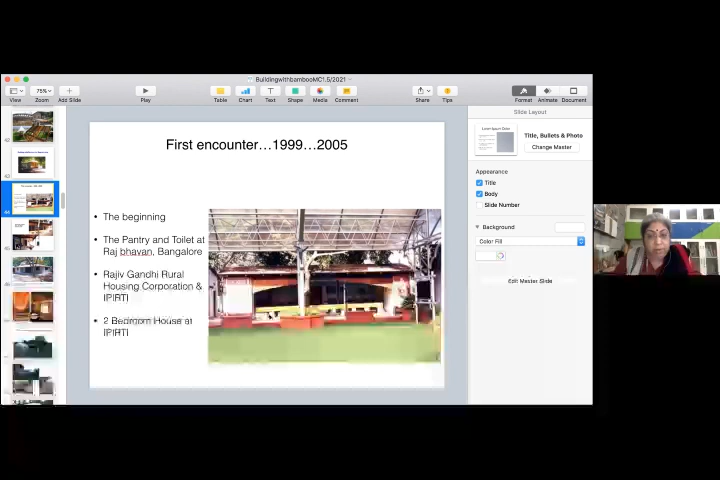 BuildingwithbambooMC1.5/2021
75%
View
Zoom
Add Slide
Play
Table
Chart
Text
Shape
Media
Comment
Share
Tips
Format
Animate
Document
Slide Layout
Title, Bullets & Photo
Change Master
Appearance
Title
Body
Slide Number
Background
Color Fill
Edit Master Slide
First encounter...1999...2005
• The beginning
• The Pantry and Toilet at
Raj bhavan, Bangalore
• Rajiv Gandhi Rural
Housing Corporation &
IPIRTI
• 2 Bedroom House at
IPIRTI